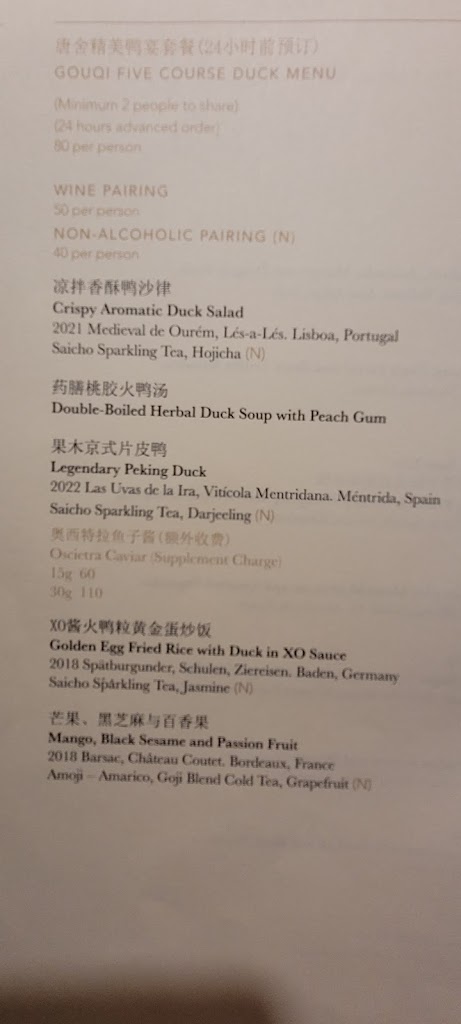 唐舍精美鸭宴套餐(24小时前预订)
GOUQI FIVE COURSE DUCK MENU
(Minimum 2 people to share)
(24 hours advanced order)
80 per person
WINE PAIRING
50 per person
NON-ALCOHOLIC PAIRING (N)
40 per person
凉拌香酥鸭沙律
Crispy Aromatic Duck Salad
2021 Medieval de Ourém, Lés-a-Lés. Lisboa, Portugal
Saicho Sparkling Tea, Hojicha (N)
药膳桃胶火鸭汤
Double-Boiled Herbal Duck Soup with Peach Gum
果木京式片皮鸭
Legendary Peking Duck
2022 Las Uvas de la Ira, Vitícola Mentridana. Méntrida, Spain
Saicho Sparkling Tea, Darjeeling (N)
奥西特拉鱼子酱(额外收费)
Oscietra Caviar (Supplement Charge)
15g 60
30g 110
XO酱火鸭粒黄金蛋炒饭
Golden Egg Fried Rice with Duck in XO Sauce
2018 Spätburgunder, Schulen, Ziereisen. Baden, Germany
Saicho Sparkling Tea, Jasmine (N)
芒果、黑芝麻与百香果
Mango, Black Sesame and Passion Fruit
2018 Barsac, Château Coutet. Bordeaux, France
Amoji – Amarico, Goji Blend Cold Tea, Grapefruit (N)